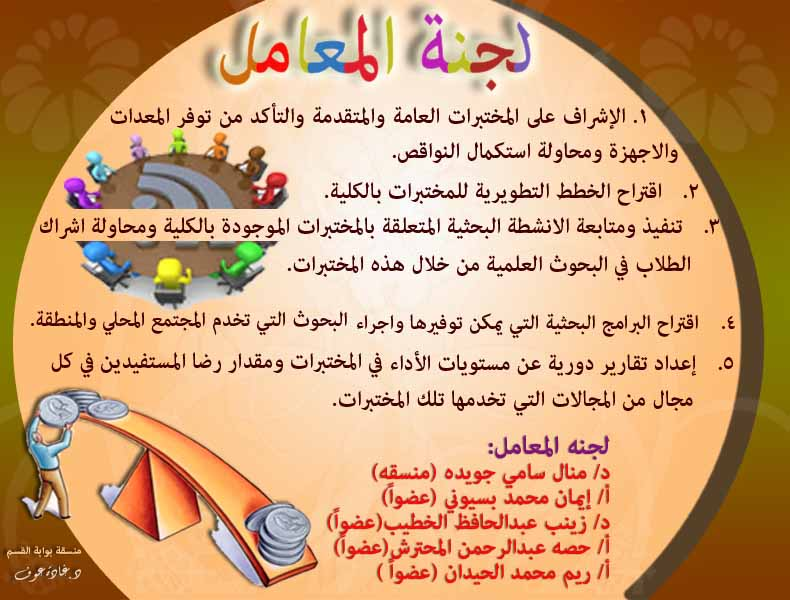 لجنة المعامل
١. الإشراف على المختبرات العامة والمتقدمة والتأكد من توفر المعدات
والاجهزة ومحاولة استكمال النواقص.
٢. اقتراح الخطط التطويرية للمختبرات بالكلية.
٣. تنفيذ ومتابعة الانشطة البحثية المتعلقة بالمختبرات الموجودة بالكلية ومحاولة اشراك
الطلاب في البحوث العلمية من خلال هذه المختبرات.
٤. اقتراح البرامج البحثية التي يمكن توفيرها واجراء البحوث التي تخدم المجتمع المحلي والمنطقة.
٥. إعداد تقارير دورية عن مستويات الأداء في المختبرات ومقدار رضا المستفيدين في كل
مجال من المجالات التي تخدمها تلك المختبرات.
لجنه المعامل:
د/ منال سامي جويده (منسقه)
أ/ إيمان محمد بسيوني (عضواً)
د/ زينب عبدالحافظ الخطيب(عضواً)
أ/ حصه عبدالرحمن المحترش(عضواً)
أ/ ريم محمد الحيدان (عضواً )
منسقة بوابة القسم
د.غادة عوف